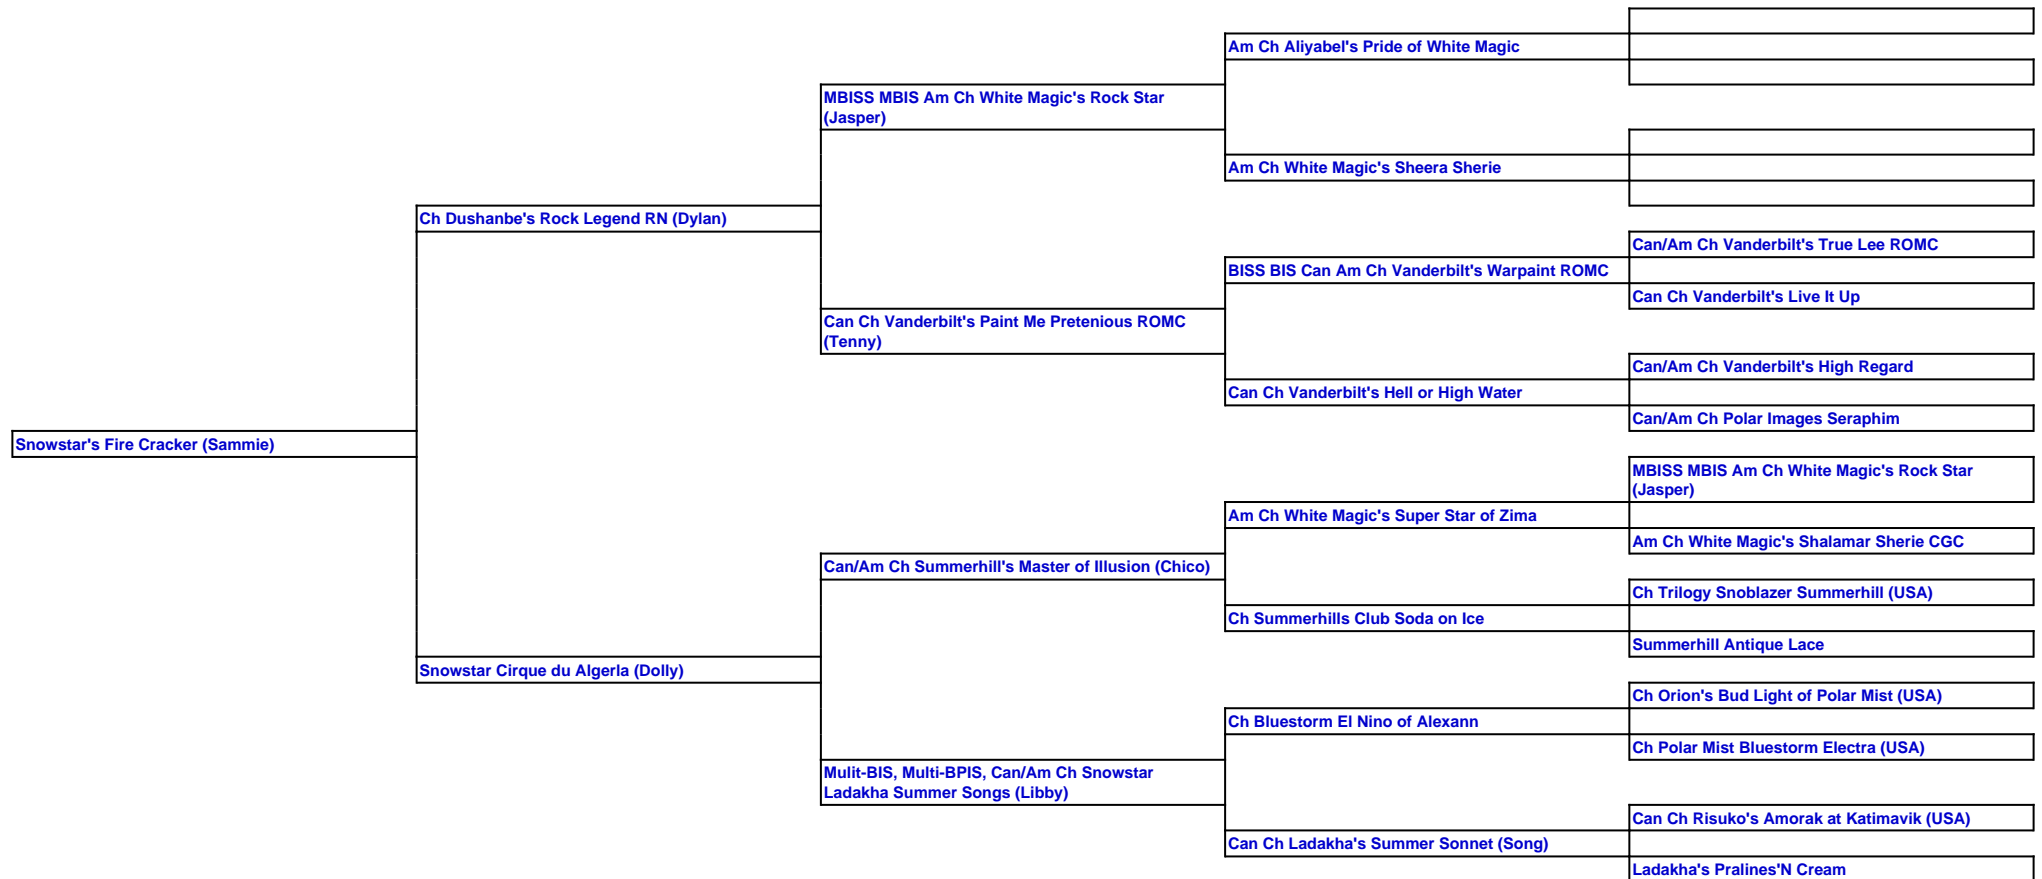 Am Ch Aliyabel's Pride of White Magic
MBISS MBIS Am Ch White Magic's Rock Star
(Jasper)
Am Ch White Magic's Sheera Sherie
Ch Dushanbe's Rock Legend RN (Dylan)
Can/Am Ch Vanderbilt's True Lee ROMC
BISS BIS Can Am Ch Vanderbilt's Warpaint ROMC
Can Ch Vanderbilt's Live It Up
Can Ch Vanderbilt's Paint Me Pretenious ROMC
(Tenny)
Can/Am Ch Vanderbilt's High Regard
Can Ch Vanderbilt's Hell or High Water
Can/Am Ch Polar Images Seraphim
Snowstar's Fire Cracker (Sammie)
MBISS MBIS Am Ch White Magic's Rock Star
(Jasper)
Am Ch White Magic's Super Star of Zima
Am Ch White Magic's Shalamar Sherie CGC
Can/Am Ch Summerhill's Master of Illusion (Chico)
Ch Trilogy Snoblazer Summerhill (USA)
Ch Summerhills Club Soda on Ice
Summerhill Antique Lace
Snowstar Cirque du Algerla (Dolly)
Ch Orion's Bud Light of Polar Mist (USA)
Ch Bluestorm El Nino of Alexann
Ch Polar Mist Bluestorm Electra (USA)
Mulit-BIS, Multi-BPIS, Can/Am Ch Snowstar
Ladakha Summer Songs (Libby)
Can Ch Risuko's Amorak at Katimavik (USA)
Can Ch Ladakha's Summer Sonnet (Song)
Ladakha's Pralines'N Cream